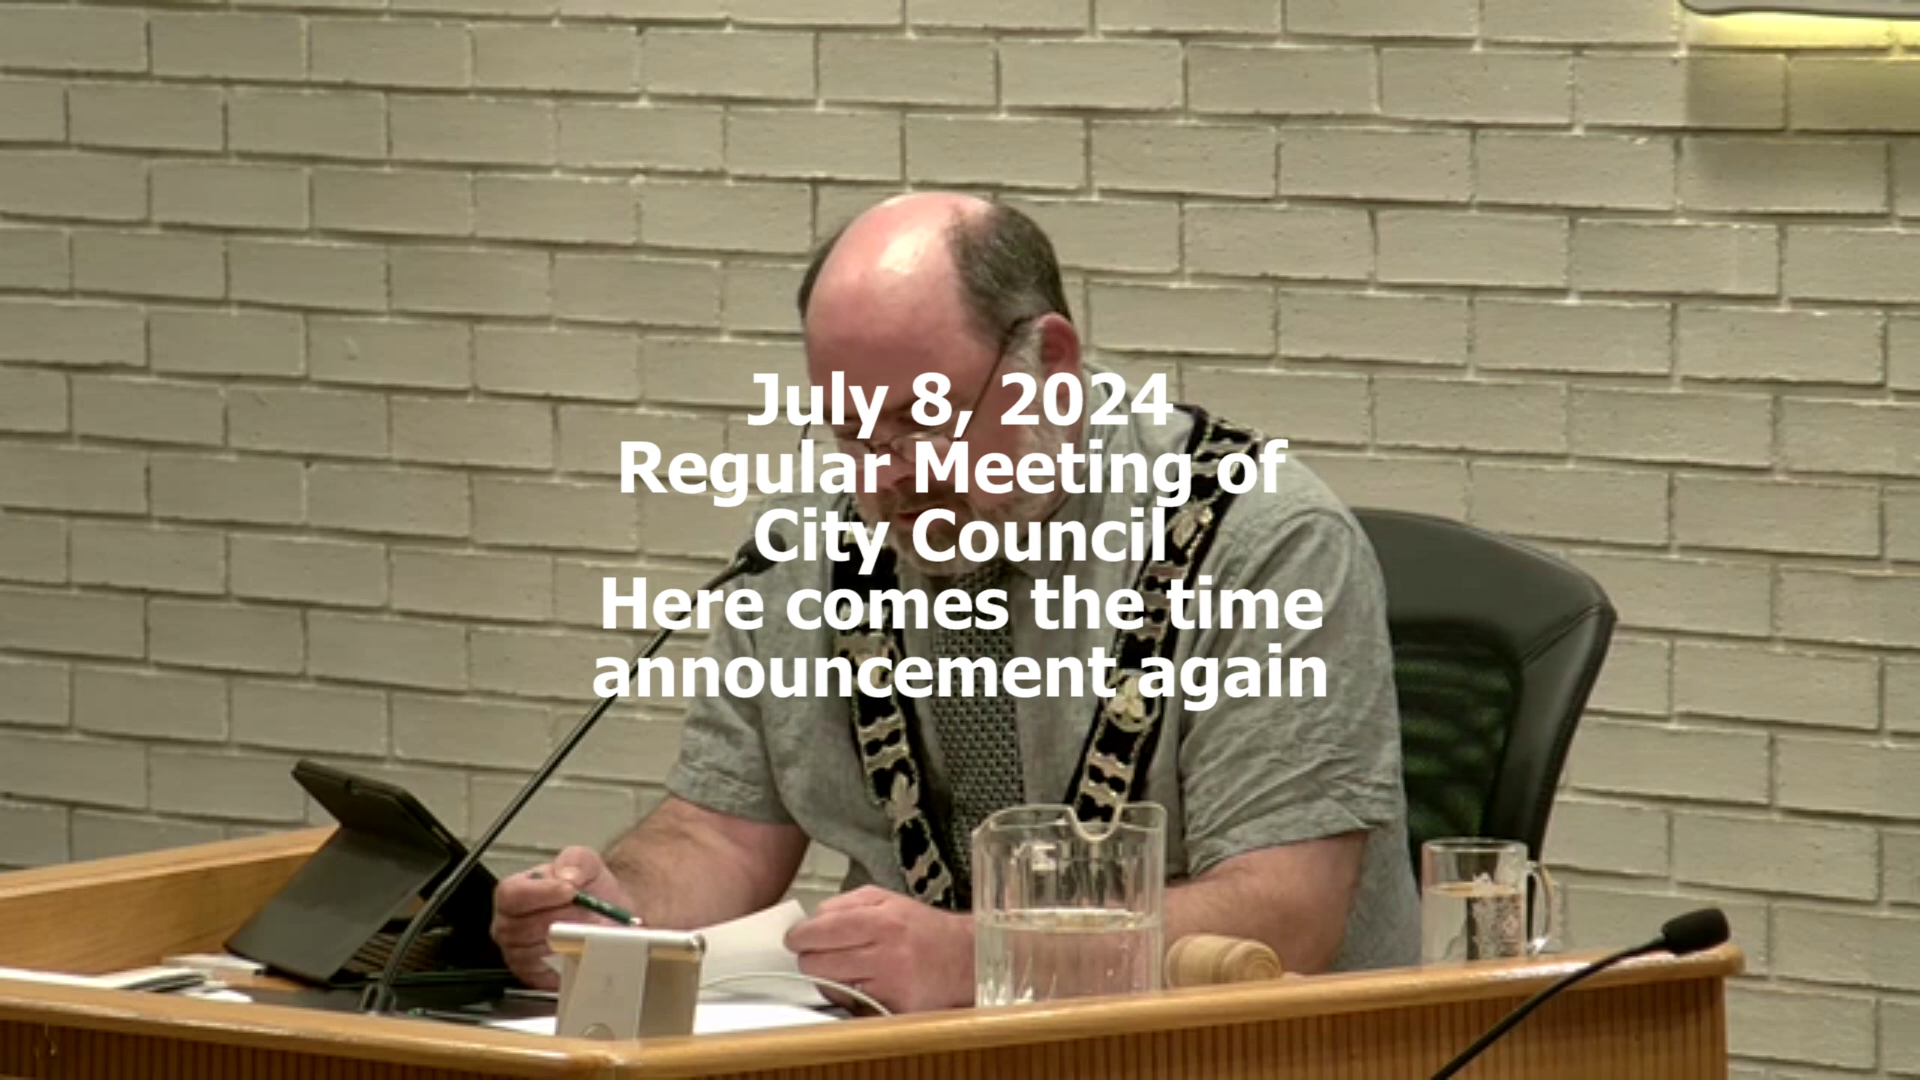 July 8, 2024
Regular Meeting of
City Council
Here comes the time
announcement again